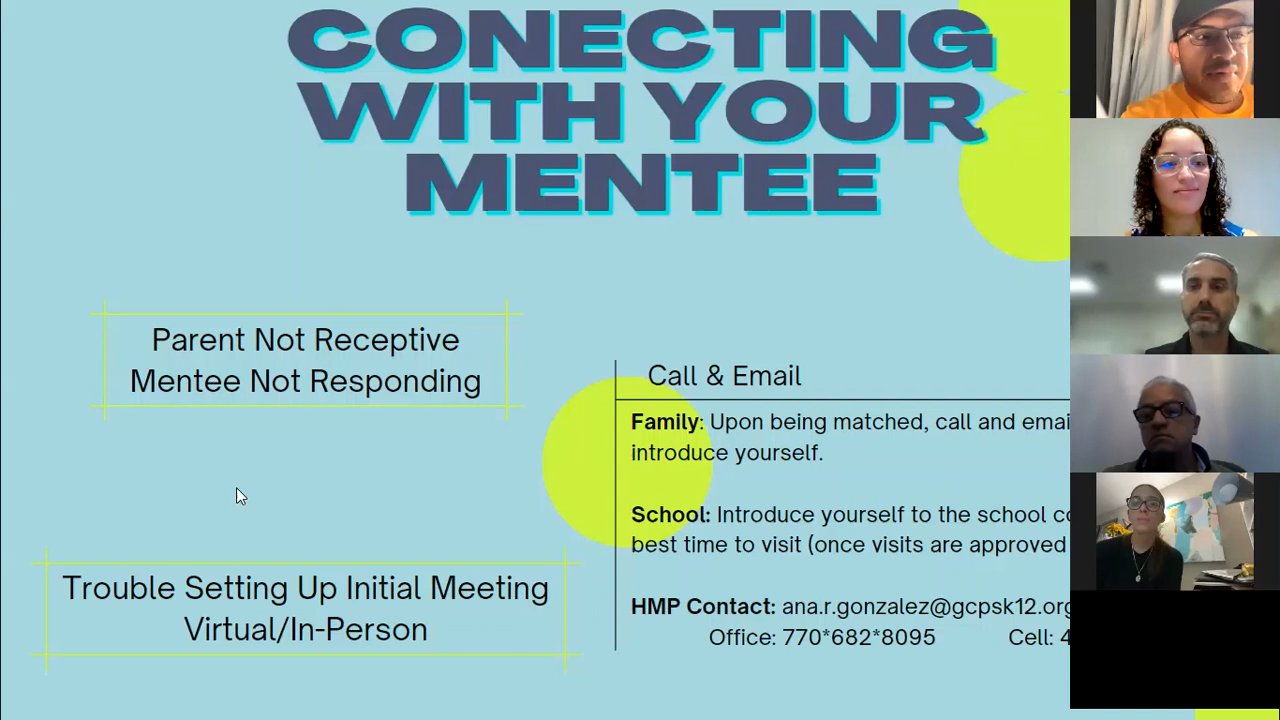 CONECTING
WITH YOUR
MENTEE
Parent Not Receptive
Mentee Not Responding
Trouble Setting Up Initial Meeting
Virtual/In-Person
Call & Email
Family: Upon being matched, call and emai
introduce yourself.
School: Introduce yourself to the school co
best time to visit (once visits are approved
HMP Contact: ana.r.gonzalez@gcpsk12.org
Office: 770*682*8095 Cell: 4